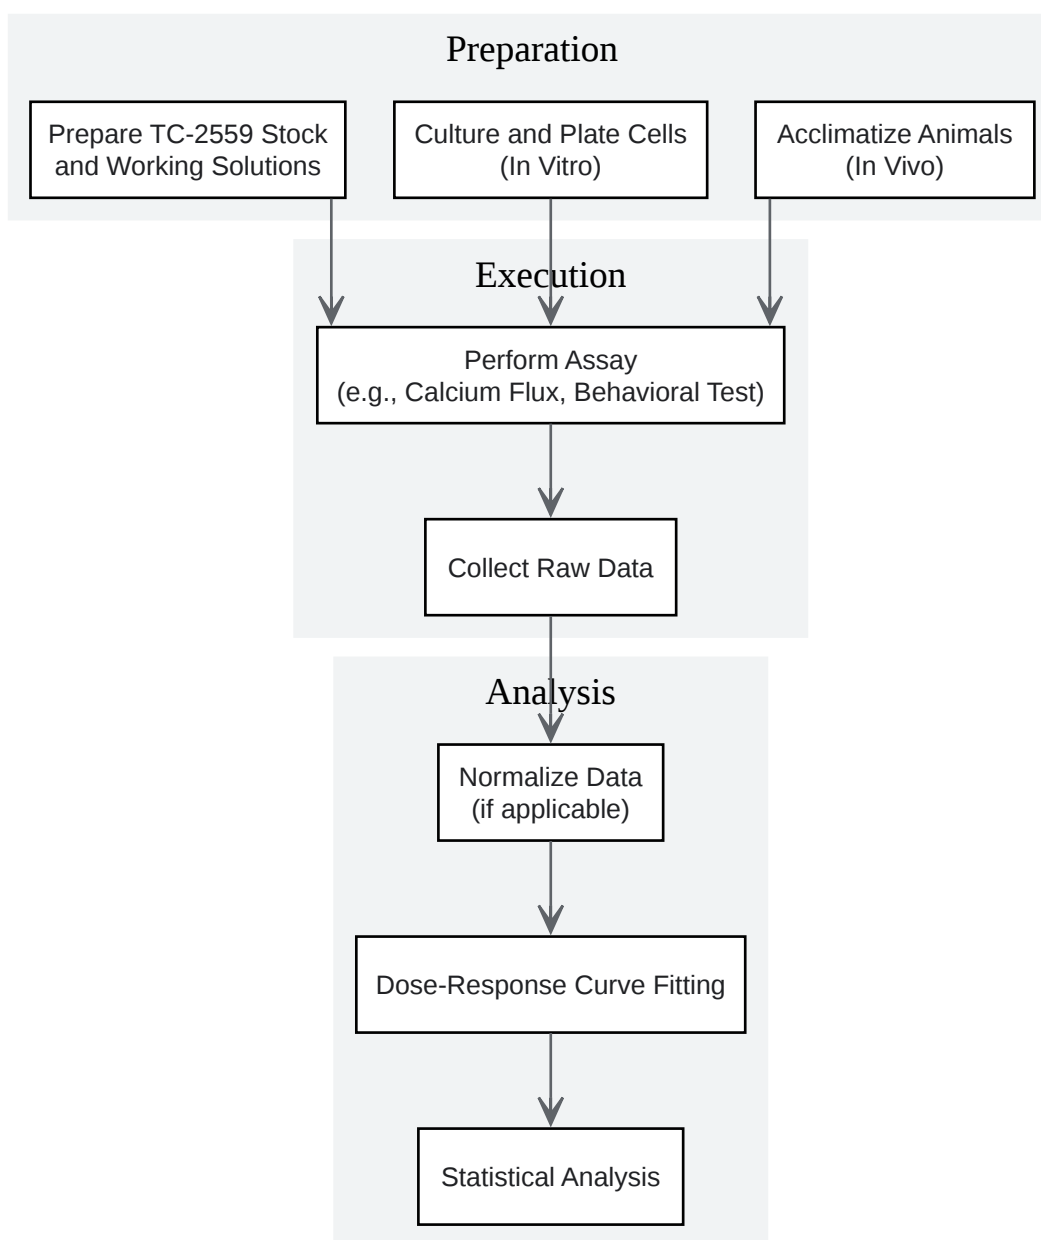 Preparation
Prepare TC-2559 Stock
and Working Solutions
Culture and Plate Cells
(In Vitro)
Acclimatize Animals
(In Vivo)
Execution
Perform Assay
(e.g., Calcium Flux, Behavioral Test)
Collect Raw Data
Analysis
Normalize Data
(if applicable)
Dose-Response Curve Fitting
Statistical Analysis